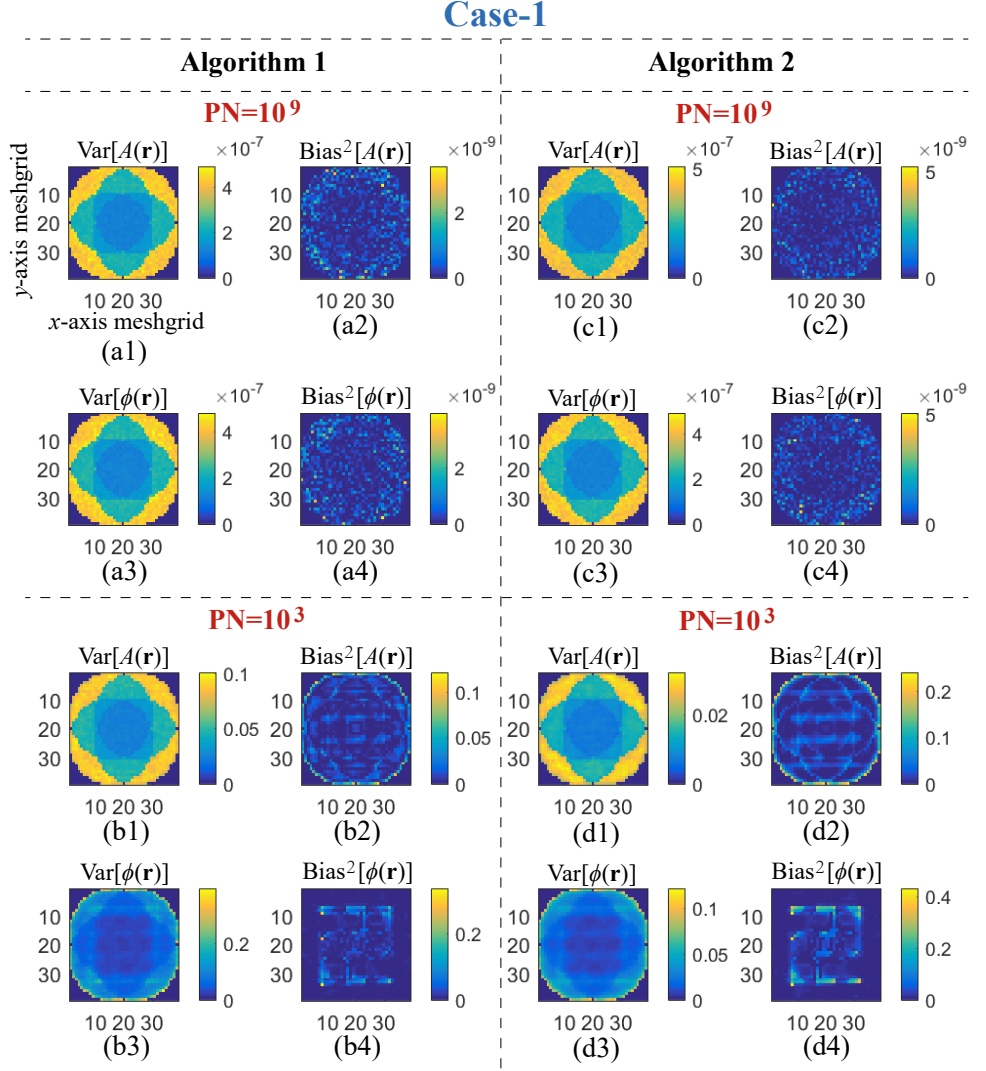 Case-1
Algorithm 1
Algorithm 2
PN=10⁹
PN=10⁹
Var[A(r)]
×10⁻⁷
Bias²[A(r)]
×10⁻⁹
Var[A(r)]
×10⁻⁷
Bias²[A(r)]
×10⁻⁹
y-axis meshgrid
10
20
30
10 20 30
x-axis meshgrid
4
2
0
(a1)
10
20
30
10 20 30
2
0
(a2)
10
20
30
10 20 30
5
0
(c1)
10
20
30
10 20 30
5
0
(c2)
Var[ϕ(r)]
×10⁻⁷
Bias²[ϕ(r)]
×10⁻⁹
Var[ϕ(r)]
×10⁻⁷
Bias²[ϕ(r)]
×10⁻⁹
10
20
30
10 20 30
4
2
0
(a3)
10
20
30
10 20 30
2
0
(a4)
10
20
30
10 20 30
4
2
0
(c3)
10
20
30
10 20 30
5
0
(c4)
PN=10³
PN=10³
Var[A(r)]
Bias²[A(r)]
Var[A(r)]
Bias²[A(r)]
10
20
30
10 20 30
0.1
0.05
0
(b1)
10
20
30
10 20 30
0.1
0.05
0
(b2)
10
20
30
10 20 30
0.02
0
(d1)
10
20
30
10 20 30
0.2
0.1
0
(d2)
Var[ϕ(r)]
Bias²[ϕ(r)]
Var[ϕ(r)]
Bias²[ϕ(r)]
10
20
30
10 20 30
0.2
0
(b3)
10
20
30
10 20 30
0.2
0
(b4)
10
20
30
10 20 30
0.1
0.05
0
(d3)
10
20
30
10 20 30
0.4
0.2
0
(d4)